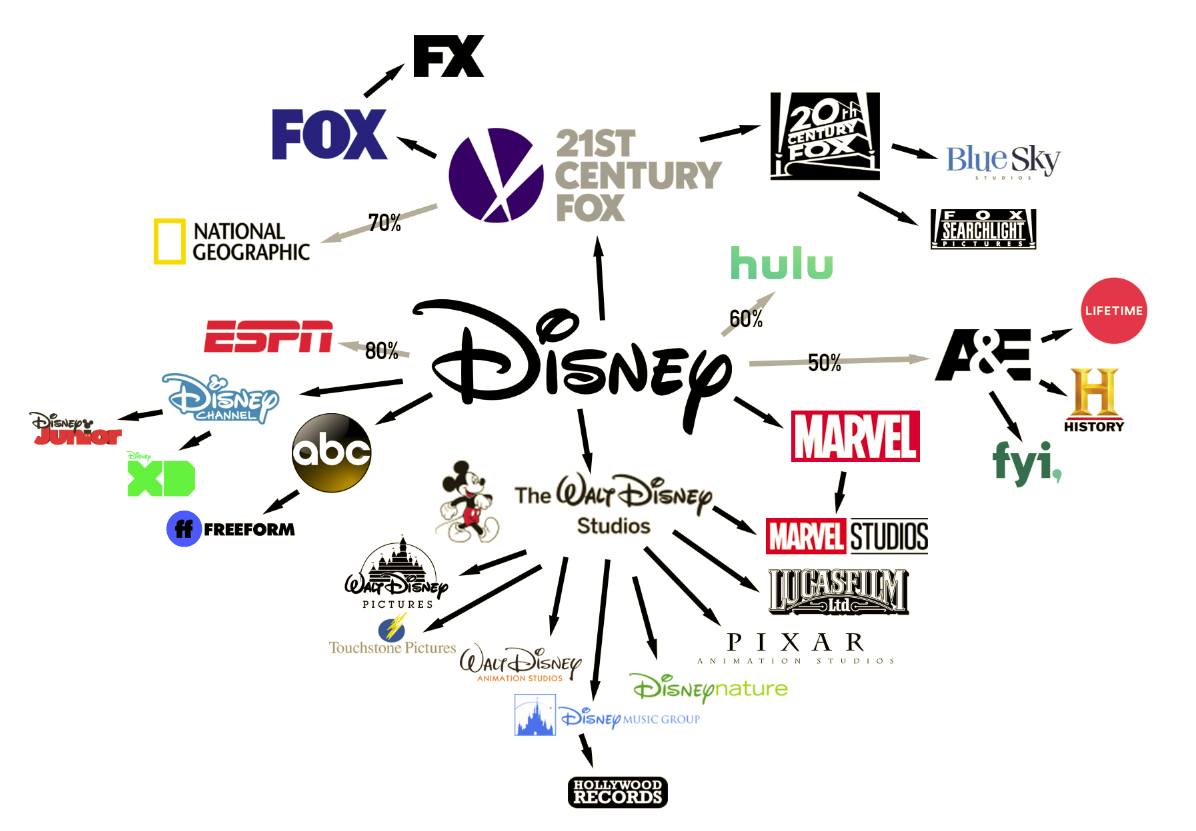 FX
FOX
21ST
CENTURY
FOX
20TH
CENTURY
FOX
Blue Sky
STUDIOS
FOX
SEARCHLIGHT
PICTURES
70%
NATIONAL
GEOGRAPHIC
hulu
60%
ESPN
80%
DISNEY
50%
A&E
LIFETIME
HISTORY
H
fyi,
DISNEY
CHANNEL
Disney
Junior
Disney
XD
abc
ff FREEFORM
MARVEL
The WALT DISNEY
Studios
MARVEL STUDIOS
LUCASFILM
Ltd
WALT DISNEY
PICTURES
Touchstone Pictures
WALT DISNEY
ANIMATION STUDIOS
PIXAR
ANIMATION STUDIOS
DISNEYnature
DISNEY MUSIC GROUP
HOLLYWOOD
RECORDS